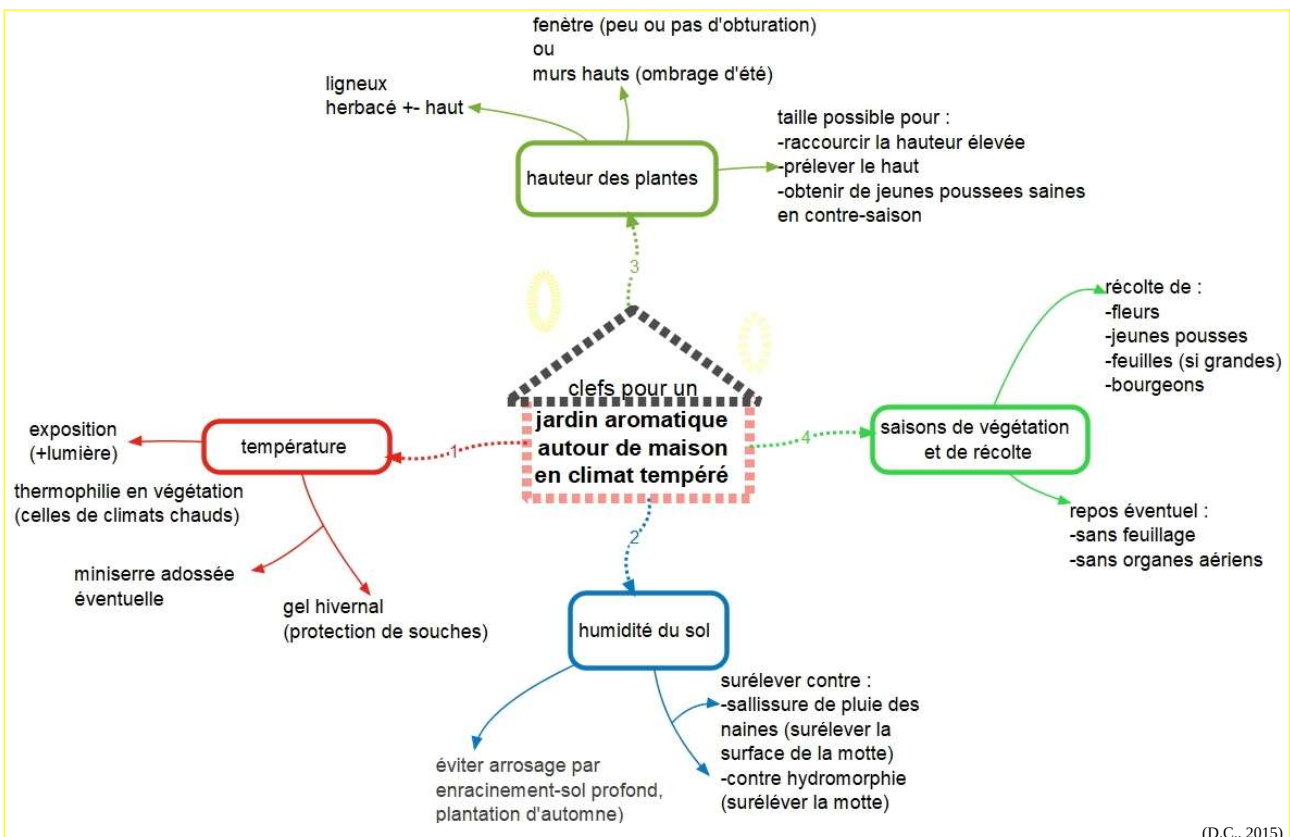 fenètre (peu ou pas d'obturation)
ou
murs hauts (ombrage d'été)
ligneux
herbacé +- haut
taille possible pour :
-raccourcir la hauteur élevée
-prélever le haut
-obtenir de jeunes poussees saines
en contre-saison
hauteur des plantes
3
récolte de :
-fleurs
-jeunes pousses
-feuilles (si grandes)
-bourgeons
clefs pour un
jardin aromatique
autour de maison
en climat tempéré
4
saisons de végétation
et de récolte
repos éventuel :
-sans feuillage
-sans organes aériens
1
température
exposition
(+lumière)
thermophilie en végétation
(celles de climats chauds)
miniserre adossée
éventuelle
gel hivernal
(protection de souches)
2
humidité du sol
éviter arrosage par
enracinement-sol profond,
plantation d'automne)
surélever contre :
-sallissure de pluie des
naines (surélever la
surface de la motte)
-contre hydromorphie
(suréléver la motte)
(D.C., 2015)